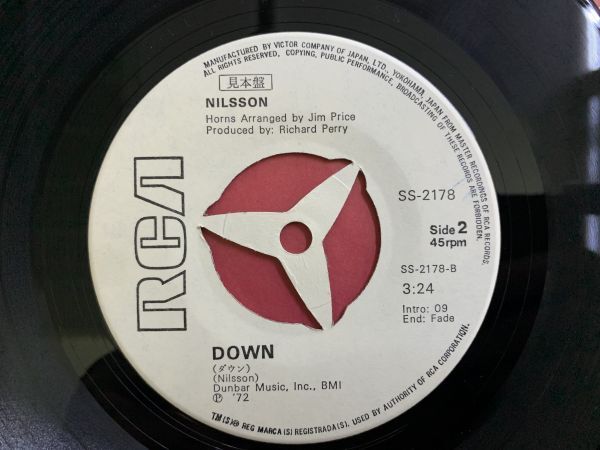 MANUFACTURED BY VICTOR COMPANY OF JAPAN, LTD., YOKOHAMA, JAPAN FROM MASTER RECORDINGS OF RCA RECORDS;
ALL RIGHTS RESERVED, COPYING, PUBLIC PERFORMANCE, BROADCASTING OF THESE RECORDS ARE FORBIDDEN.
見本盤
NILSSON
Horns Arranged by Jim Price
Produced by: Richard Perry
RCA
SS-2178
Side 2
45rpm
SS-2178-B
3:24
Intro: 09
End: Fade
DOWN
(ダウン)
(Nilsson)
Dunbar Music, Inc., BMI
Ⓟ '72
TM(S)® REG MARCA(S) REGISTRADA(S). USED BY AUTHORITY OF RCA CORPORATION.